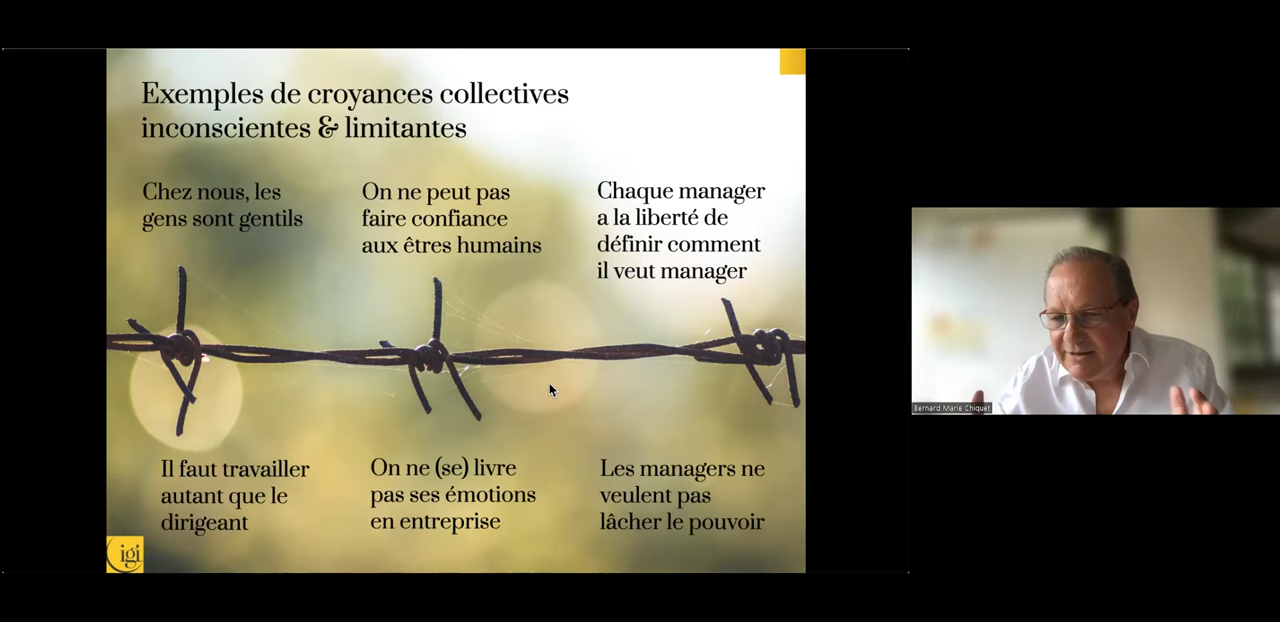 Exemples de croyances collectives
inconscientes & limitantes
Chez nous, les
gens sont gentils
On ne peut pas
faire confiance
aux êtres humains
Chaque manager
a la liberté de
définir comment
il veut manager
Il faut travailler
autant que le
dirigeant
On ne (se) livre
pas ses émotions
en entreprise
Les managers ne
veulent pas
lâcher le pouvoir
igi
Bernard Marie Chiquet